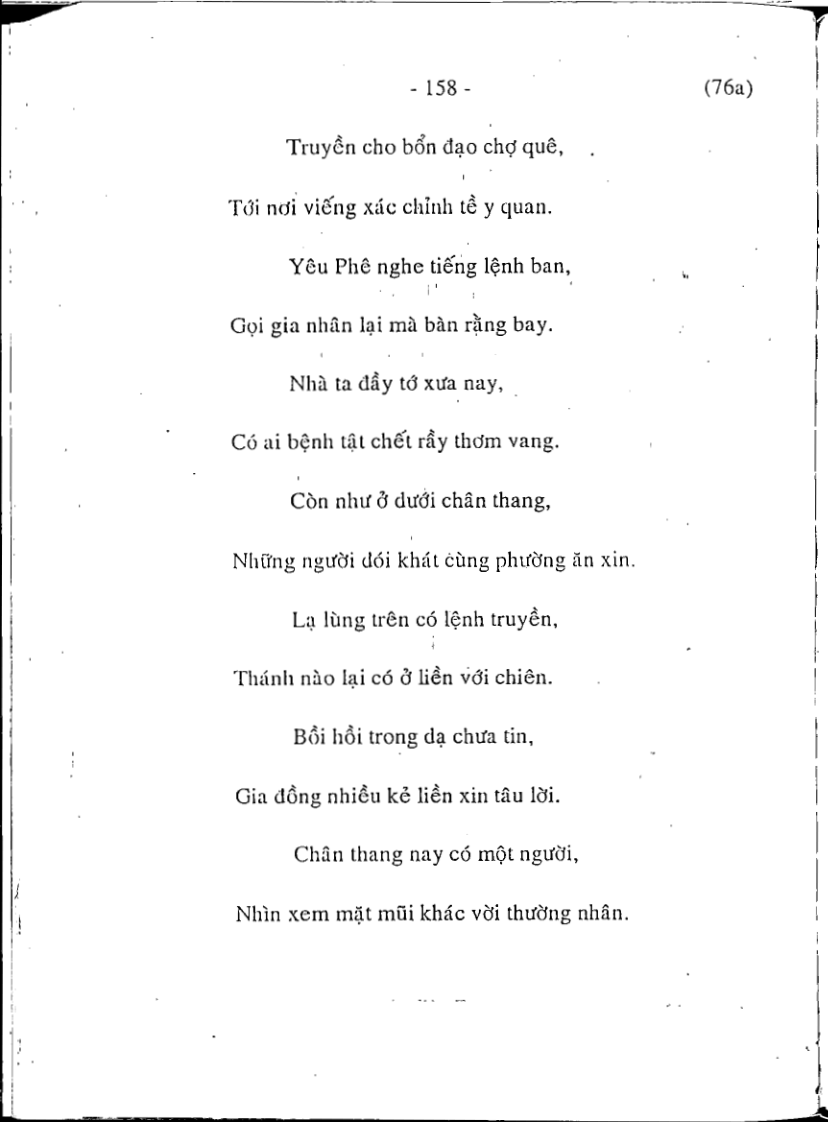 - 158 - (76a)
Truyền cho bổn đạo chợ quê,
Tới nơi viếng xác chỉnh tề y quan.
Yêu Phê nghe tiếng lệnh ban,
Gọi gia nhân lại mà bàn rằng bay.
Nhà ta đầy tớ xưa nay,
Có ai bệnh tật chết rầy thơm vang.
Còn như ở dưới chân thang,
Những người đói khát cùng phường ăn xin.
Lạ lùng trên có lệnh truyền,
Thánh nào lại có ở liền với chiên.
Bồi hồi trong dạ chưa tin,
Gia đồng nhiều kẻ liền xin tâu lời.
Chân thang nay có một người,
Nhìn xem mặt mũi khác vời thường nhân.